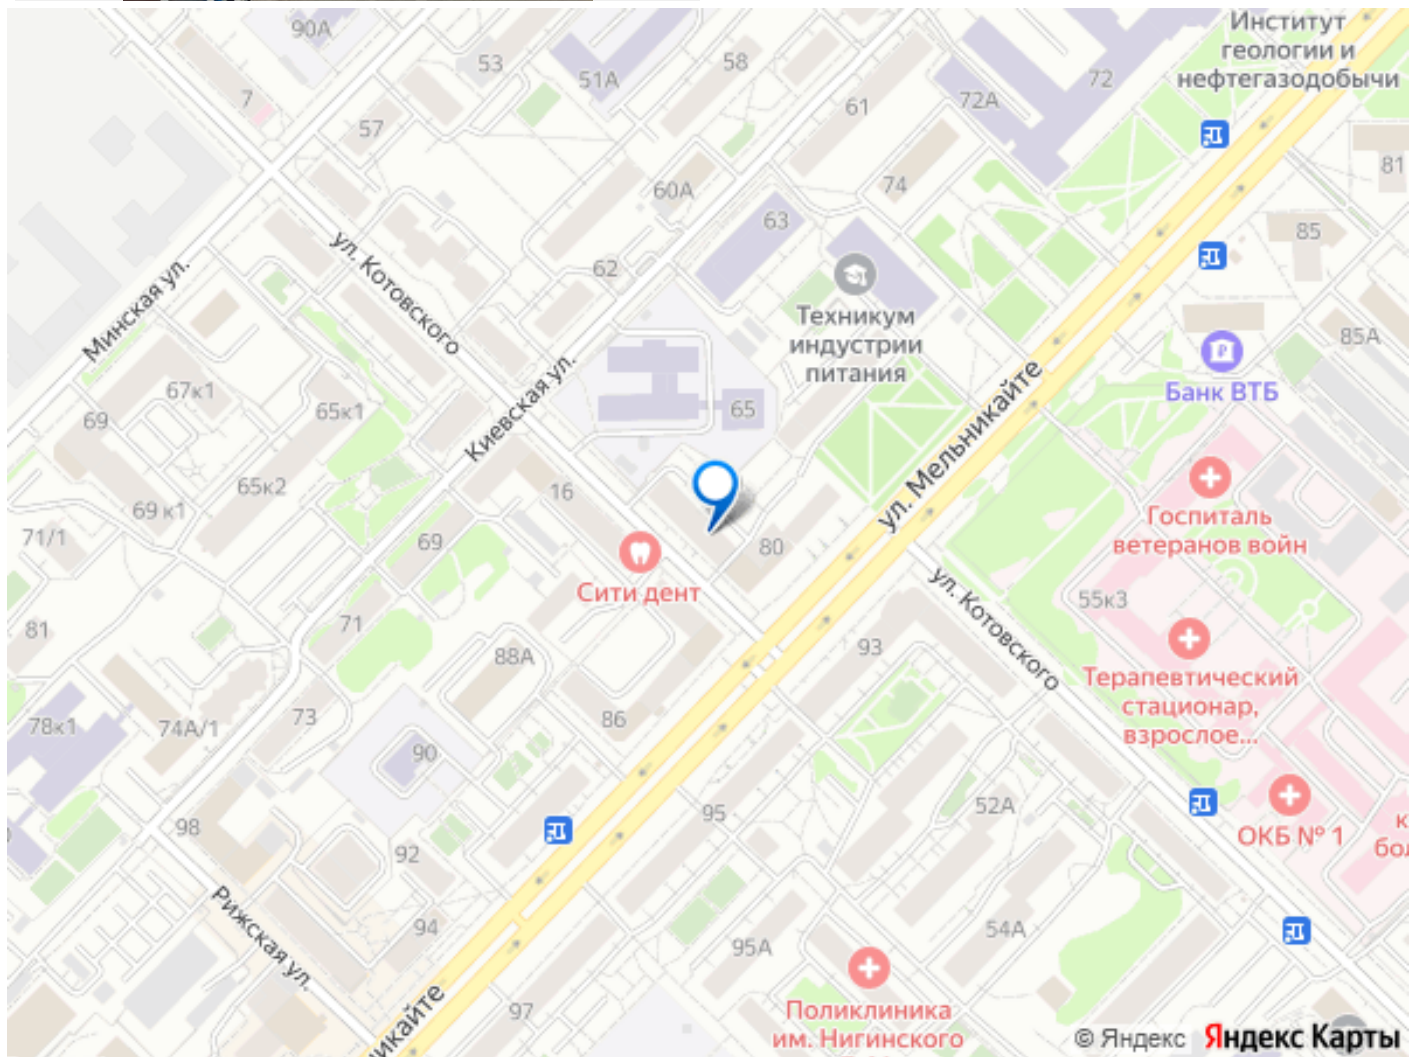 Институт
геологии и
нефтегазодобычи
90А
53
51А
58
72А
72
7
57
61
81
60А
74
63
85
ул. Котовского
62
Минская ул.
Техникум
индустрии
питания
85А
Банк ВТБ
67к1
65к1
69
Киевская ул.
65
ул. Мельникайте
65к2
69 к1
16
71/1
69
80
Госпиталь
ветеранов войн
Сити дент
ул. Котовского
55к3
81
71
88А
93
Терапевтический
стационар,
взрослое...
78к1
74А/1
73
86
90
95
52А
98
92
ОКБ № 1
Рижская ул.
94
95А
54А
97
Поликлиника
им. Нигинского
© Яндекс Яндекс Карты